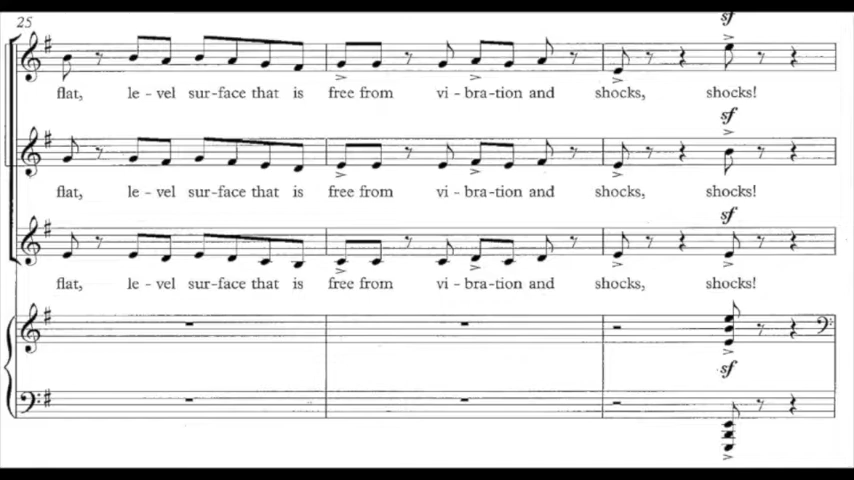 25
sf
flat, le - vel sur-face that is free from vi - bra-tion and shocks, shocks!
sf
flat, le - vel sur-face that is free from vi - bra-tion and shocks, shocks!
sf
flat, le - vel sur-face that is free from vi - bra-tion and shocks, shocks!
sf